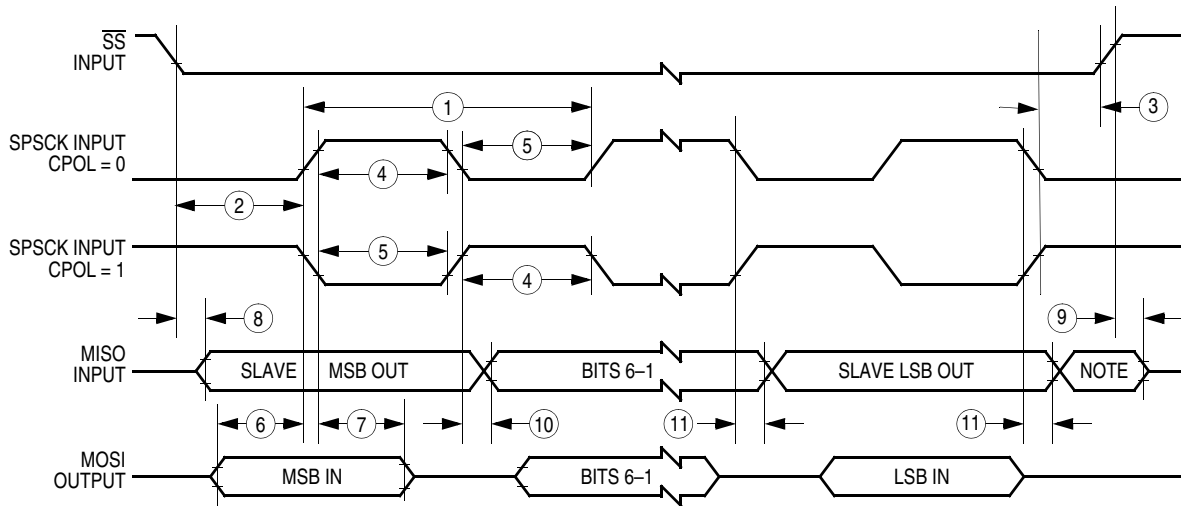 SS
INPUT
1
3
SPSCK INPUT
CPOL = 0
5
4
2
SPSCK INPUT
CPOL = 1
5
4
8
9
MISO
INPUT
SLAVE MSB OUT
BITS 6–1
SLAVE LSB OUT
NOTE
6
7
10
11
11
MOSI
OUTPUT
MSB IN
BITS 6–1
LSB IN